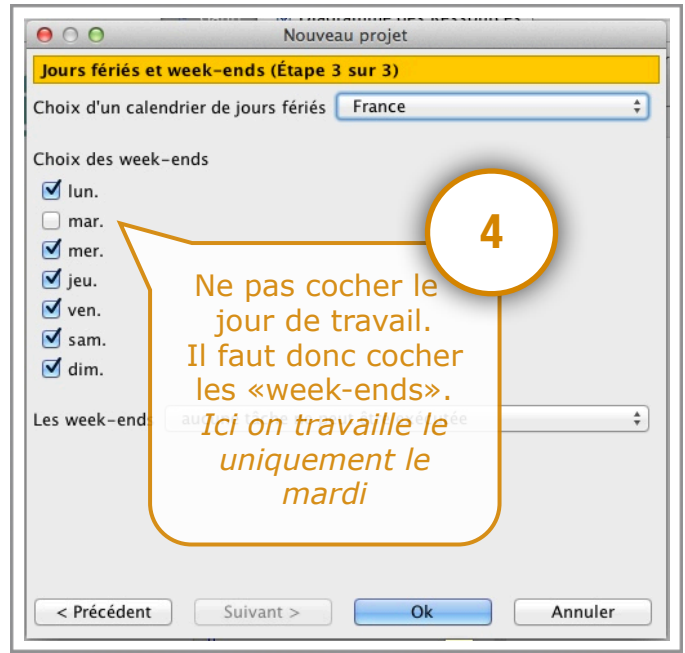 Diagramme des Ressources
Nouveau projet
Jours fériés et week-ends (Étape 3 sur 3)
Choix d'un calendrier de jours fériés France
Choix des week-ends
lun.
mar.
mer.
jeu.
ven.
sam.
dim.
4
Ne pas cocher le
jour de travail.
Il faut donc cocher
les «week-ends».
Ici on travaille le
uniquement le
mardi
Les week-ends
< Précédent Suivant > Ok Annuler